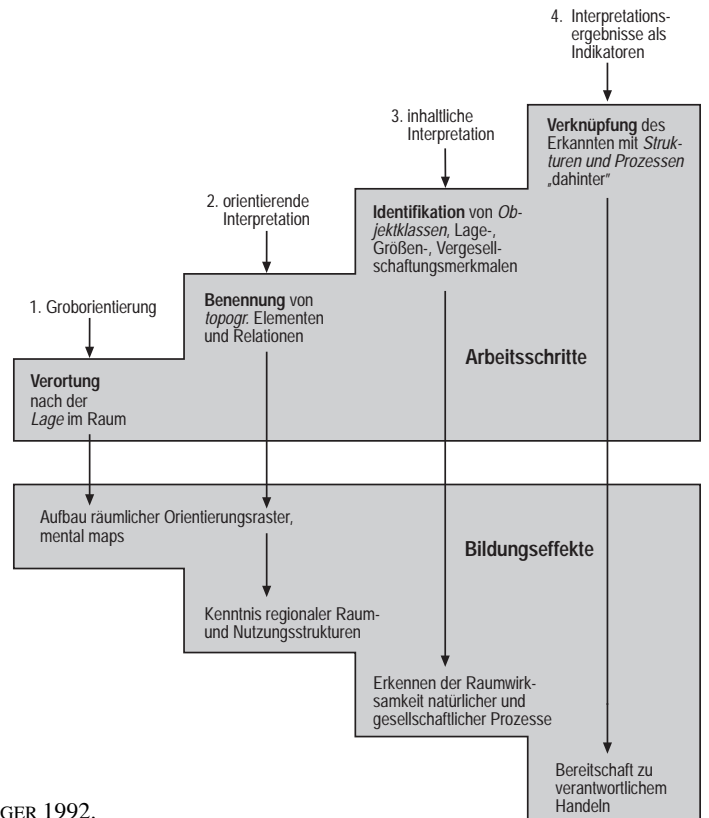 4. Interpretations-
ergebnisse als
Indikatoren
3. inhaltliche
Interpretation
Verknüpfung des
Erkannten mit Struk-
turen und Prozessen
„dahinter“
2. orientierende
Interpretation
Identifikation von Ob-
jektklassen, Lage-,
Größen-, Vergesell-
schaftungsmerkmalen
1. Groborientierung
Benennung von
topogr. Elementen
und Relationen
Arbeitsschritte
Verortung
nach der
Lage im Raum
Aufbau räumlicher Orientierungsraster,
mental maps
Bildungseffekte
Kenntnis regionaler Raum-
und Nutzungsstrukturen
Erkennen der Raumwirk-
samkeit natürlicher und
gesellschaftlicher Prozesse
Bereitschaft zu
verantwortlichem
Handeln
GER 1992.